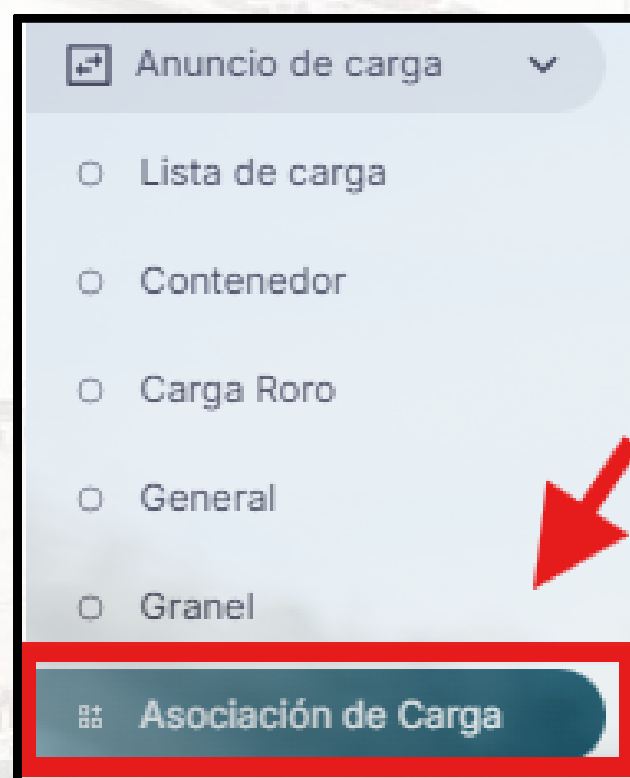 Anuncio de carga
Lista de carga
Contenedor
Carga Roro
General
Granel
Asociación de Carga